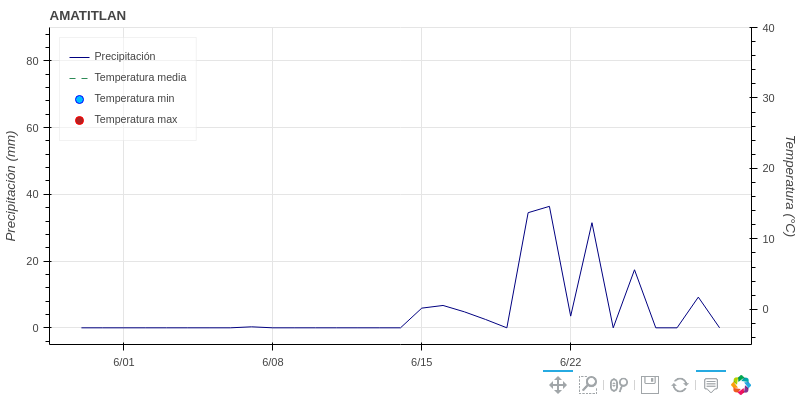 AMATITLAN
Precipitación
Temperatura media
Temperatura min
Temperatura max
Precipitación (mm)
80
60
40
20
0
Temperatura (°C)
40
30
20
10
0
6/01
6/08
6/15
6/22